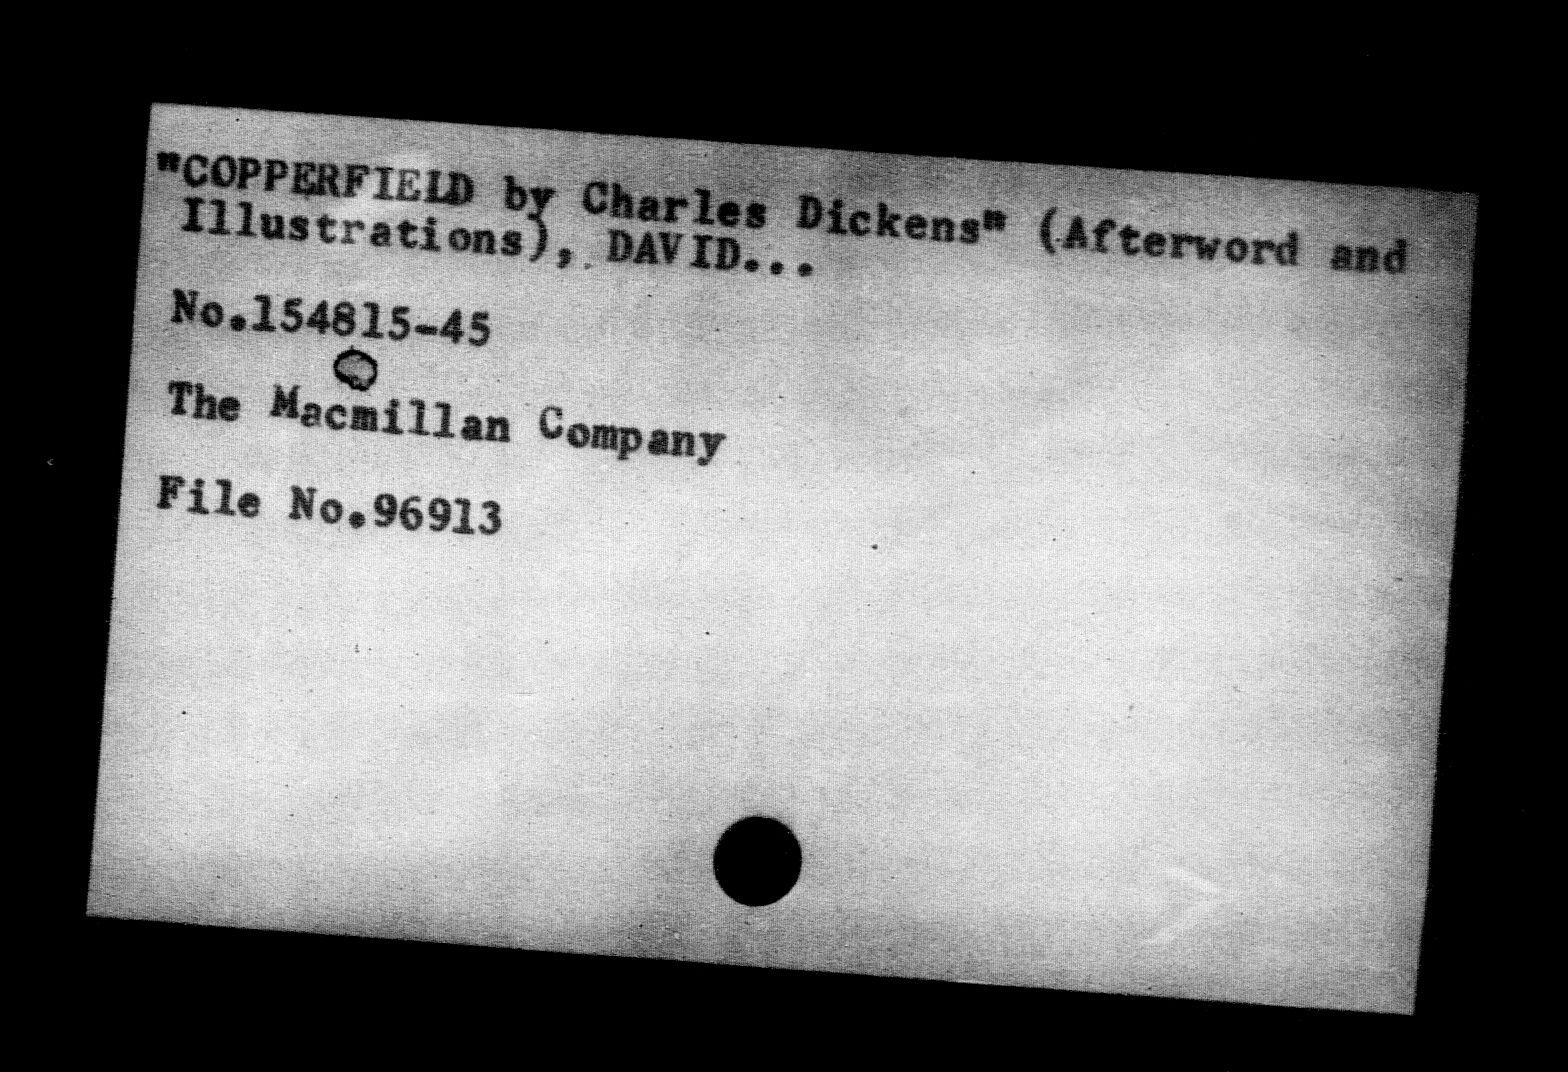 "COPPERFIELD by Charles Dickens" (Afterword and
Illustrations), DAVID...
No.154815-45
The Macmillan Company
File No.96913